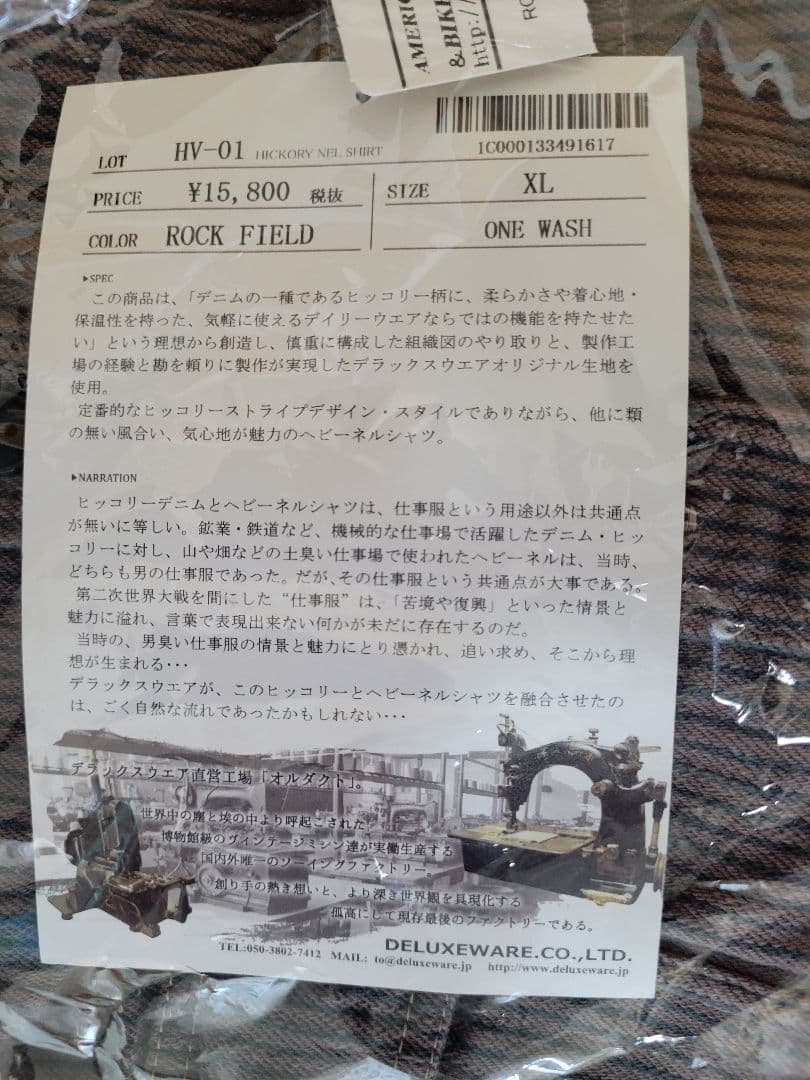 AMERIC
&BIKE
http://
RO
1C000133491617
LOT HV-01 HICKORY NEL SHIRT
PRICE ¥15,800 税抜
SIZE XL
COLOR ROCK FIELD
ONE WASH
▶SPEC
この商品は、「デニムの一種であるヒッコリー柄に、柔らかさや着心地・
保温性を持った、気軽に使えるデイリーウエアならではの機能を持たせた
い」という理想から創造し、慎重に構成した組織図のやり取りと、製作工
場の経験と勘を頼りに製作が実現したデラックスウエアオリジナル生地を
使用。
定番的なヒッコリーストライプデザイン・スタイルでありながら、他に類
の無い風合い、気心地が魅力のヘビーネルシャツ。
▶NARRATION
ヒッコリーデニムとヘビーネルシャツは、仕事服という用途以外は共通点
が無いに等しい。鉱業・鉄道など、機械的な仕事場で活躍したデニム・ヒッ
コリーに対し、山や畑などの土臭い仕事場で使われたヘビーネルは、当時、
どちらも男の仕事服であった。だが、その仕事服という共通点が大事である。
第二次世界大戦を間にした“仕事服”は、「苦境や復興」といった情景と
魅力に溢れ、言葉で表現出来ない何かが未だに存在するのだ。
当時の、男臭い仕事服の情景と魅力にとり憑かれ、追い求め、そこから理
想が生まれる・・・
デラックスウエアが、このヒッコリーとヘビーネルシャツを融合させたの
は、ごく自然な流れであったかもしれない・・・
デラックスウエア直営工場「オルダクト」。
世界中の塵と埃の中より呼起こされた
博物館級のヴィンテージミシン達が実働生産する
国内外唯一のソーイングファクトリー。
創り手の熱き想いと、より深き世界観を具現化する
孤高にして現存最後のファクトリーである。
DELUXEWARE.CO.,LTD.
TEL:050-3802-7412 MAIL: to@deluxeware.jp http://www.deluxeware.jp